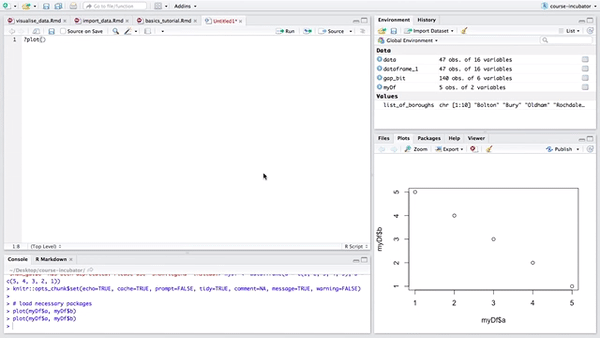 Go to file/function
Addins
course-incubator
visualise_data.Rmd
import_data.Rmd
basics_tutorial.Rmd
Untitled1*
Source on Save
Run
Source
1
?plot()
1:8
(Top Level)
R Script
Console
R Markdown
~/Desktop/course-incubator/
c(5, 4, 3, 2, 1))
> knitr::opts_chunk$set(echo=TRUE, cache=TRUE, prompt=FALSE, tidy=TRUE, comment=NA, message=TRUE, warning=FALSE)
>
> # load necessary packages
> plot(myDf$a, myDf$b)
> plot(myDf$a, myDf$b)
>
Environment
History
Import Dataset
List
Global Environment
Data
data
47 obs. of 16 variables
dataframe_1
47 obs. of 16 variables
gap_bit
140 obs. of 6 variables
myDf
5 obs. of 2 variables
Values
list_of_boroughs
chr [1:10] "Bolton" "Bury" "Oldham" "Rochdale…
Files
Plots
Packages
Help
Viewer
Zoom
Export
Publish
5
4
3
2
1
myDf$b
1 2 3 4 5
myDf$a